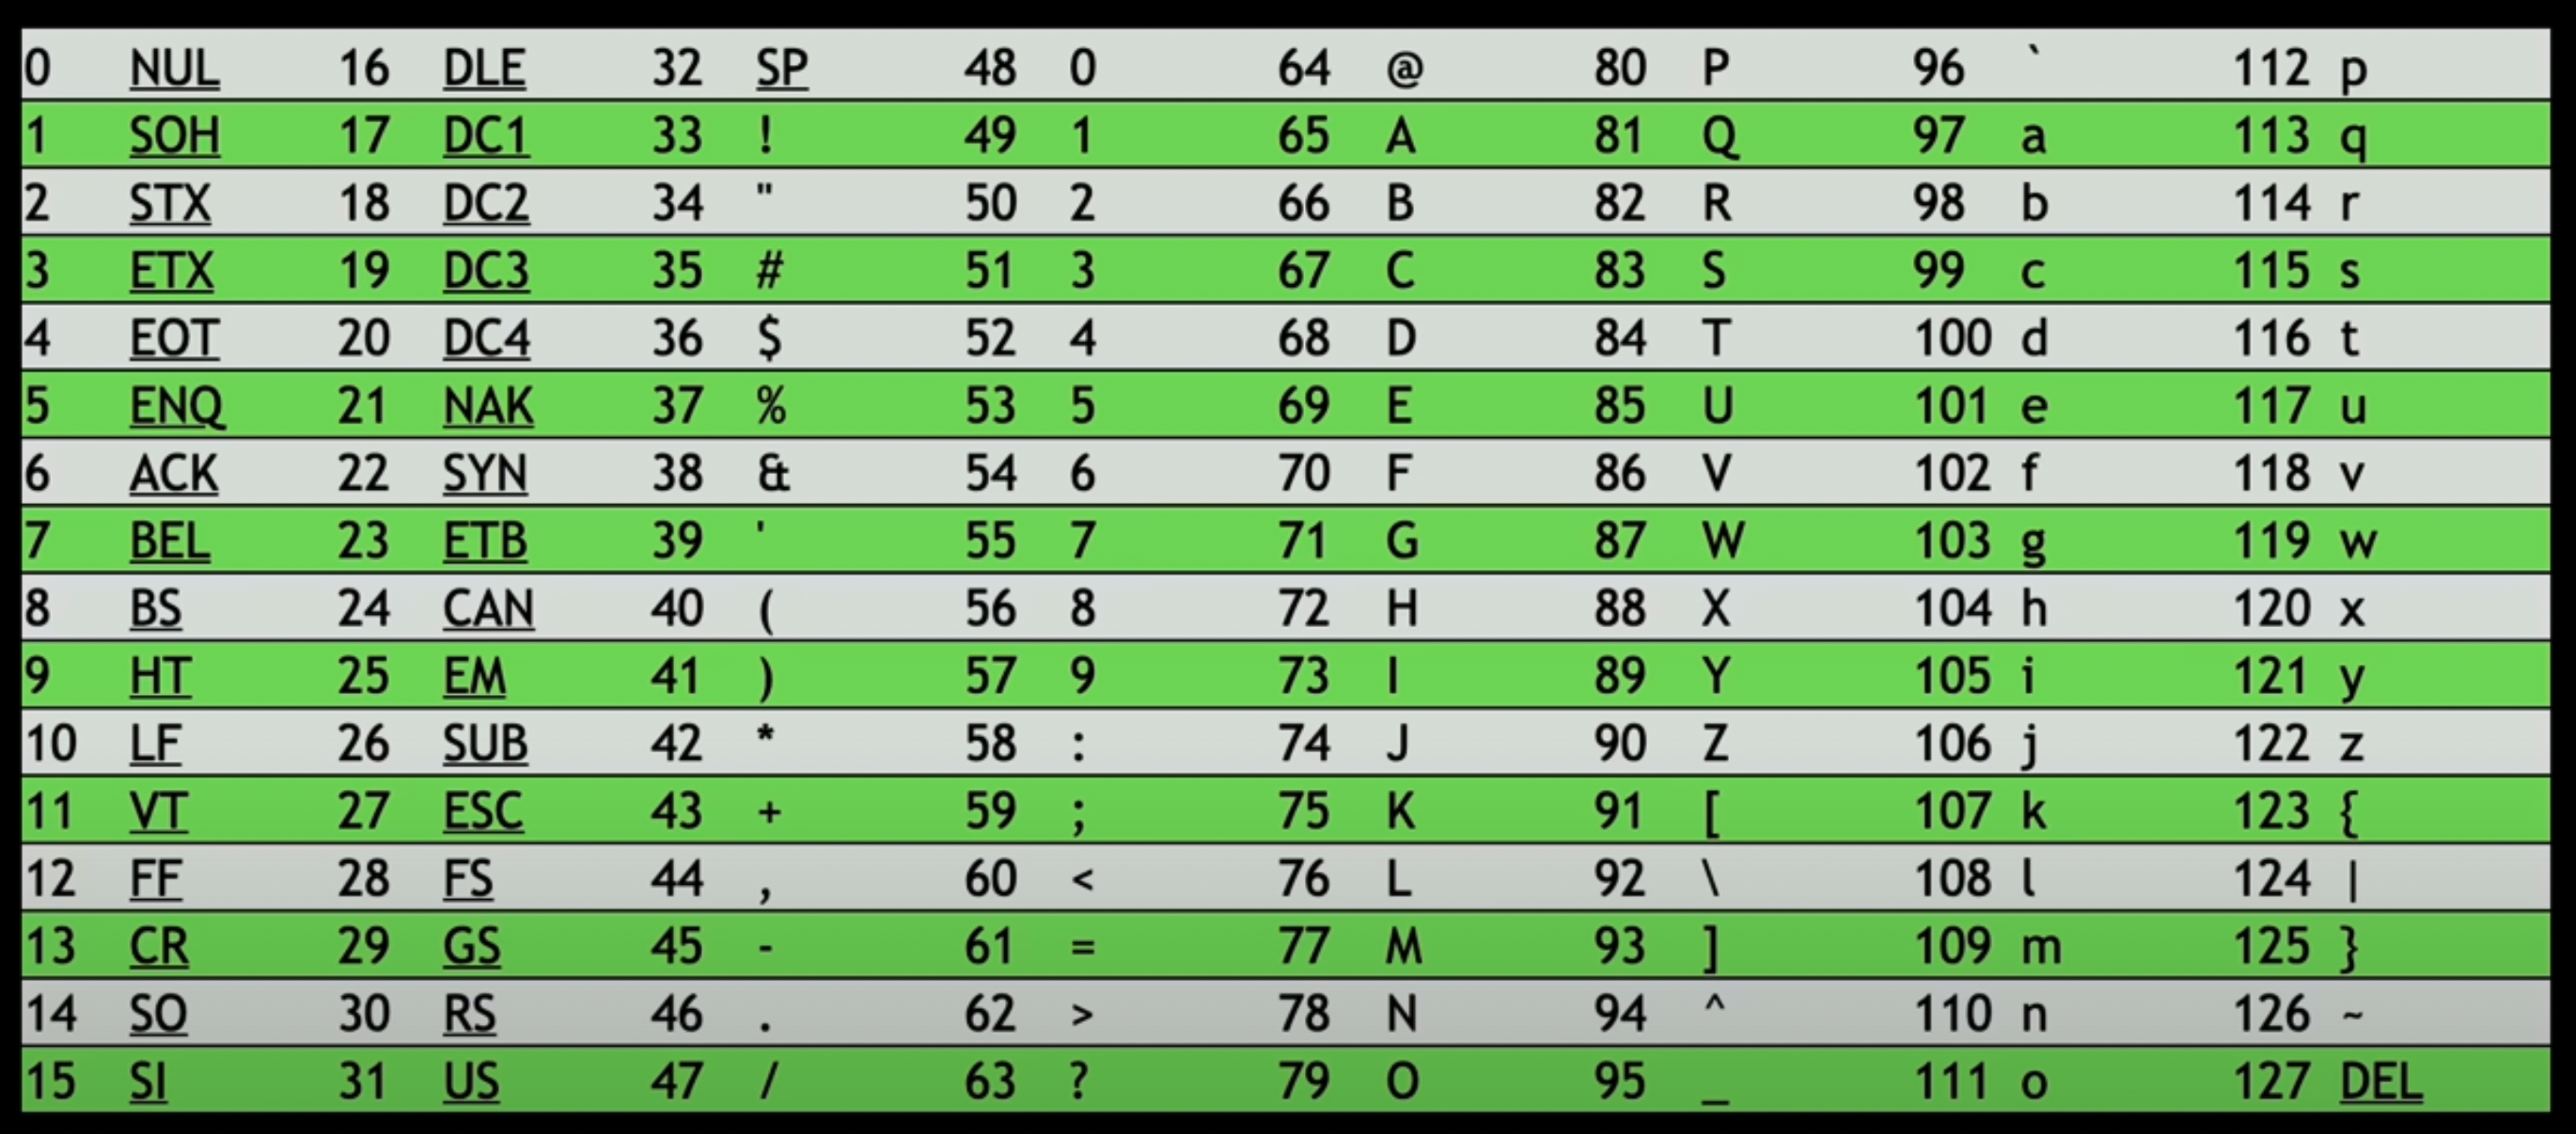 0 NUL 16 DLE 32 SP 48 0 64 @ 80 P 96 ` 112 p
1 SOH 17 DC1 33 ! 49 1 65 A 81 Q 97 a 113 q
2 STX 18 DC2 34 " 50 2 66 B 82 R 98 b 114 r
3 ETX 19 DC3 35 # 51 3 67 C 83 S 99 c 115 s
4 EOT 20 DC4 36 $ 52 4 68 D 84 T 100 d 116 t
5 ENQ 21 NAK 37 % 53 5 69 E 85 U 101 e 117 u
6 ACK 22 SYN 38 & 54 6 70 F 86 V 102 f 118 v
7 BEL 23 ETB 39 ' 55 7 71 G 87 W 103 g 119 w
8 BS 24 CAN 40 ( 56 8 72 H 88 X 104 h 120 x
9 HT 25 EM 41 ) 57 9 73 I 89 Y 105 i 121 y
10 LF 26 SUB 42 * 58 : 74 J 90 Z 106 j 122 z
11 VT 27 ESC 43 + 59 ; 75 K 91 [ 107 k 123 {
12 FF 28 FS 44 , 60 < 76 L 92 \ 108 l 124 |
13 CR 29 GS 45 - 61 = 77 M 93 ] 109 m 125 }
14 SO 30 RS 46 . 62 > 78 N 94 ^ 110 n 126 ~
15 SI 31 US 47 / 63 ? 79 O 95 _ 111 o 127 DEL